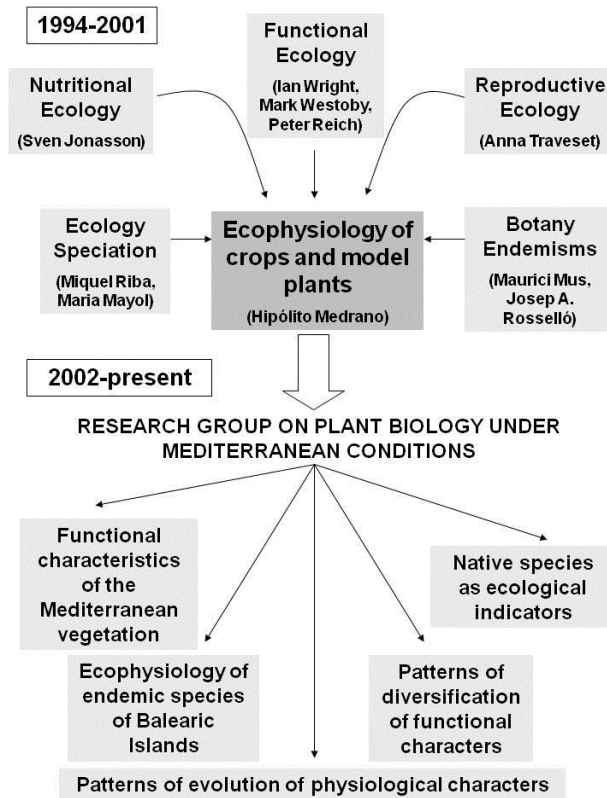 1994-2001
Functional
Ecology
(Ian Wright,
Mark Westoby,
Peter Reich)
Nutritional
Ecology
(Sven Jonasson)
Reproductive
Ecology
(Anna Traveset)
Ecology
Speciation
(Miquel Riba,
Maria Mayol)
Ecophysiology of
crops and model
plants
(Hipólito Medrano)
Botany
Endemisms
(Maurici Mus,
Josep A.
Rosselló)
2002-present
RESEARCH GROUP ON PLANT BIOLOGY UNDER
MEDITERRANEAN CONDITIONS
Functional
characteristics
of the
Mediterranean
vegetation
Native species
as ecological
indicators
Ecophysiology of
endemic species
of Balearic
Islands
Patterns of
diversification
of functional
characters
Patterns of evolution of physiological characters